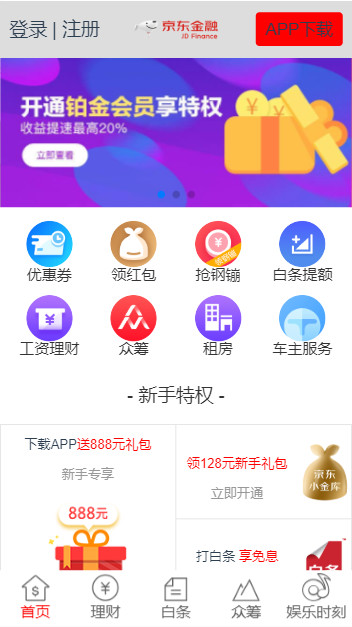 登录 | 注册
京东金融
JD Finance
APP下载
开通铂金会员享特权
收益提速最高20%
立即查看
优惠券
领红包
抢钢镚
白条提额
工资理财
众筹
租房
车主服务
- 新手特权 -
下载APP送888元礼包
新手专享
888元
领128元新手礼包
立即开通
京东
小金库
打白条 享免息
白条
首页
理财
白条
众筹
娱乐时刻